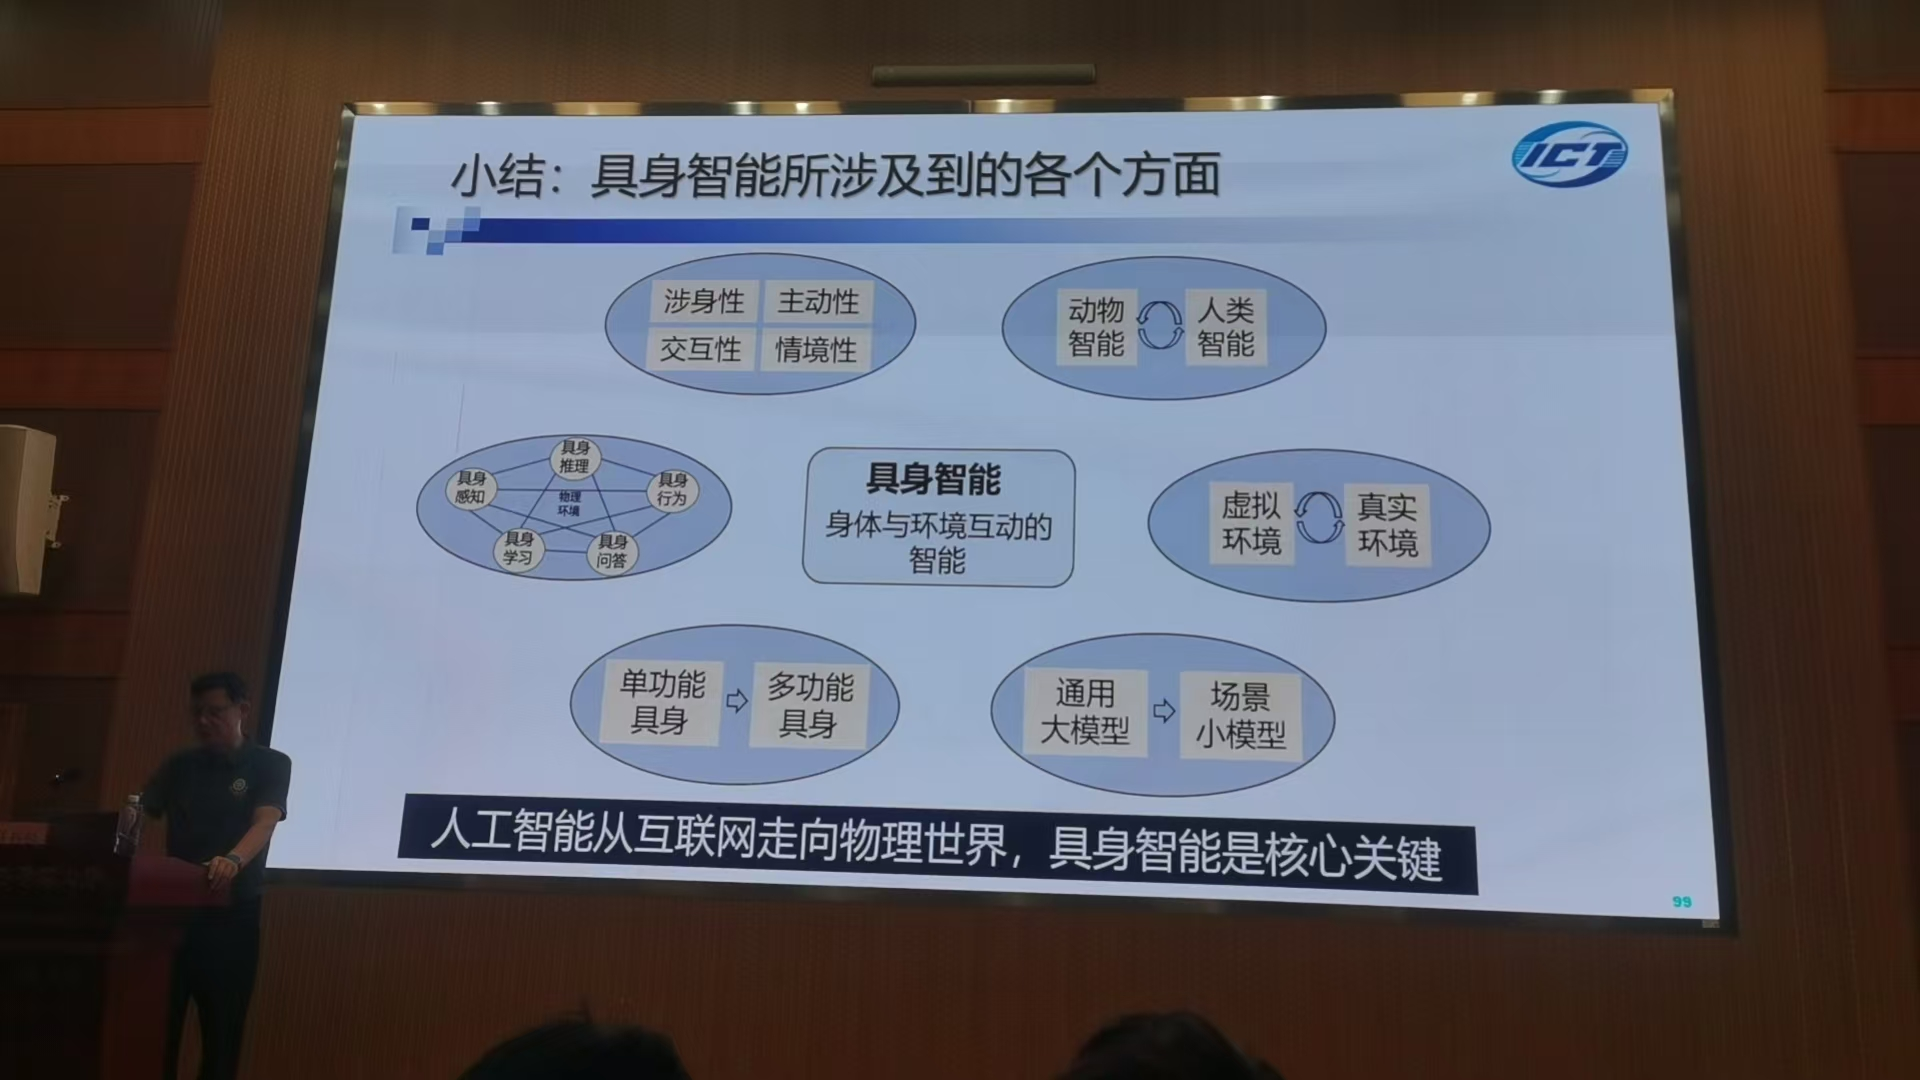 小结：具身智能所涉及到的各个方面
ICT
涉身性 主动性
交互性 情境性
动物
智能
人类
智能
具身
推理
具身
感知
具身
行为
物理
环境
具身
学习
具身
问答
具身智能
身体与环境互动的
智能
虚拟
环境
真实
环境
单功能
具身
多功能
具身
通用
大模型
场景
小模型
人工智能从互联网走向物理世界，具身智能是核心关键
99